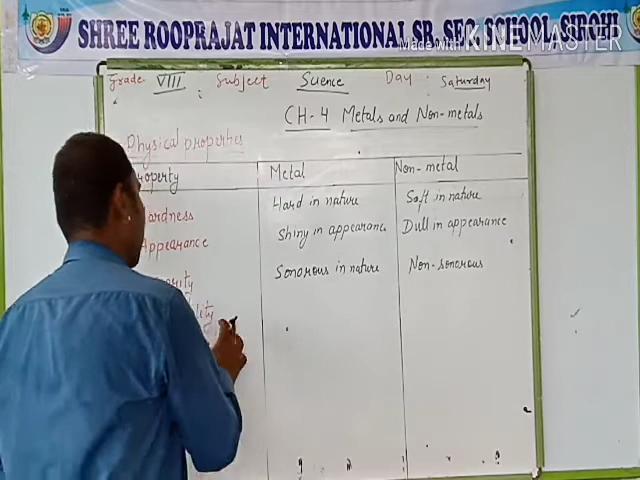 SHREE ROOPRAJAT INTERNATIONAL SR. SEC. SCHOOL, SIROHI
Made with KINEMASTER
Grade VIII : Subject Science Day : Saturday
CH-4 Metals and Non-metals
Physical properties
Property Metal Non-metal
Hardness Hard in nature Soft in nature
Appearance Shiny in appearance Dull in appearance
Sonorous in nature Non-sonorous